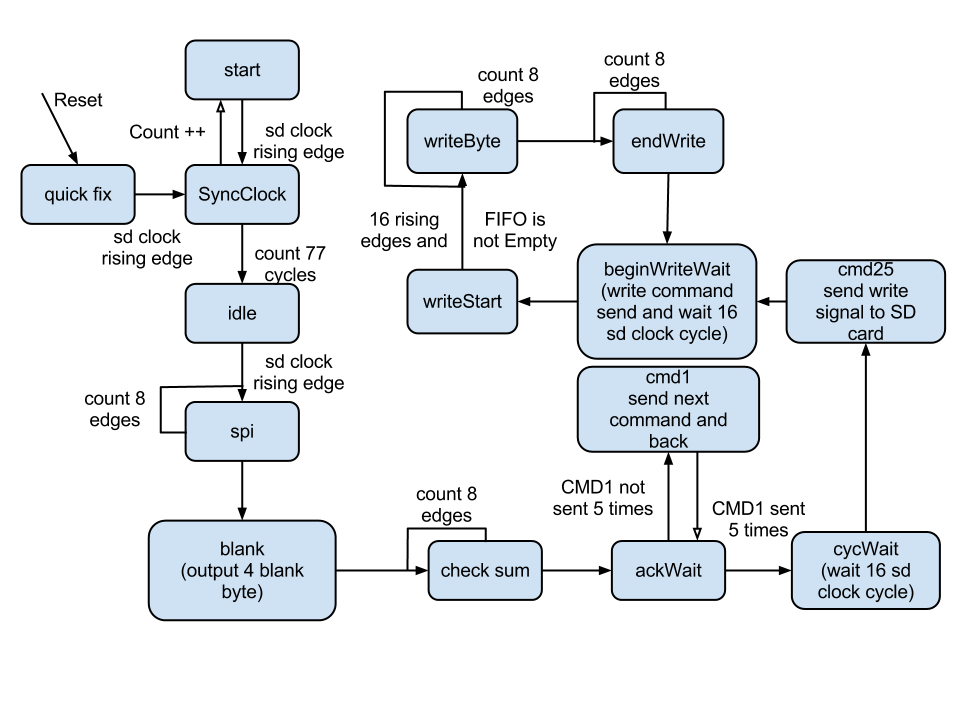 Reset
start
Count ++
sd clock
rising edge
quick fix
SyncClock
sd clock
rising edge
count 77
cycles
idle
sd clock
rising edge
count 8
edges
spi
blank
(output 4 blank
byte)
count 8
edges
check sum
ackWait
CMD1 not
sent 5 times
CMD1 sent
5 times
cmd1
send next
command and
back
cycWait
(wait 16 sd
clock cycle)
cmd25
send write
signal to SD
card
beginWriteWait
(write command
send and wait 16
sd clock cycle)
writeStart
16 rising
edges and
FIFO is
not Empty
writeByte
count 8
edges
endWrite
count 8
edges